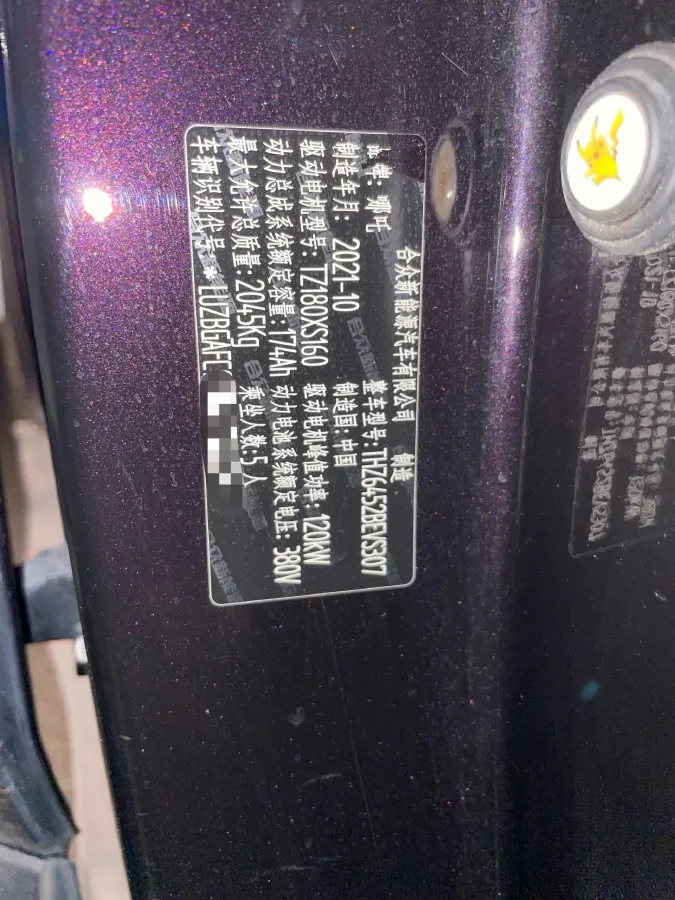 合众新能源汽车有限公司 制造
品牌: 哪吒 整车型号: THZ6452BEVS307
制造年月: 2021-10 制造国: 中国
驱动电机型号: TZ180XS160 驱动电机峰值功率: 120kW
动力总成系统额定容量: 174Ah 动力电池系统额定电压: 380V
最大允许总质量: 2045Kg 乘坐人数: 5 人
车辆识别代号 * LUZBGAFE